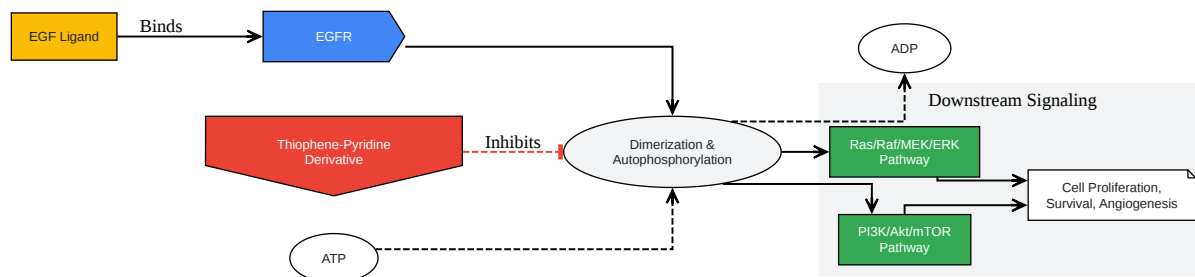 EGF Ligand
Binds
EGFR
ADP
Downstream Signaling
Thiophene-Pyridine
Derivative
Inhibits
Dimerization &
Autophosphorylation
Ras/Raf/MEK/ERK
Pathway
Cell Proliferation,
Survival, Angiogenesis
PI3K/Akt/mTOR
Pathway
ATP